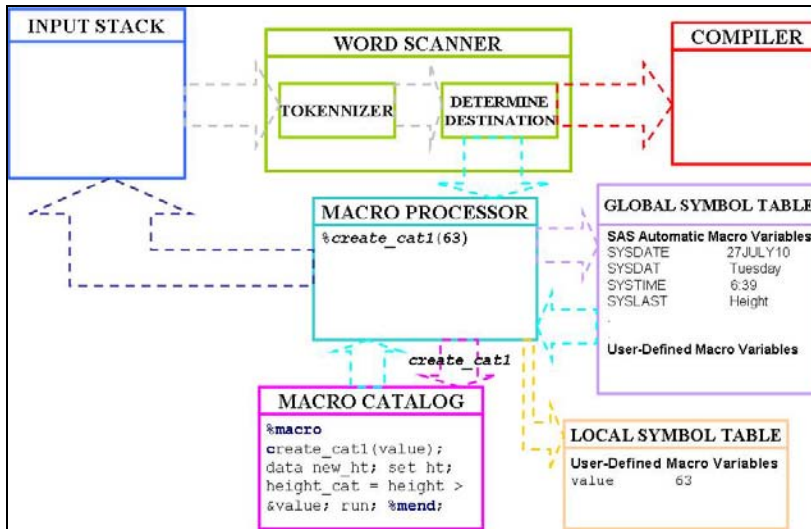 INPUT STACK
WORD SCANNER
COMPILER
TOKENNIZER
DETERMINE
DESTINATION
MACRO PROCESSOR
%create_cat1(63)
GLOBAL SYMBOL TABLE
SAS Automatic Macro Variables
SYSDATE 27JULY10
SYSDAT Tuesday
SYSTIME 6:39
SYSLAST Height
.
User-Defined Macro Variables
create_cat1
MACRO CATALOG
%macro
create_cat1(value);
data new_ht; set ht;
height_cat = height >
&value; run; %mend;
LOCAL SYMBOL TABLE
User-Defined Macro Variables
value 63